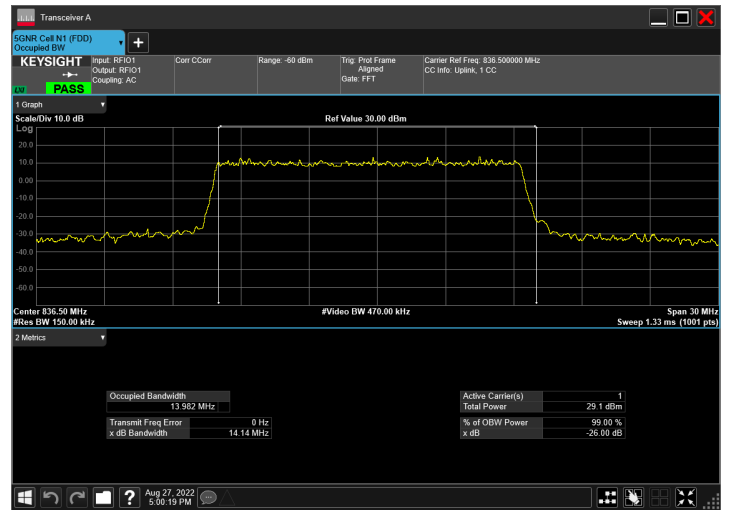 Transceiver A
5GNR Cell N1 (FDD)
Occupied BW
KEYSIGHT
Input: RFIO1
Output: RFIO1
Coupling: AC
Corr CCorr
Range: -60 dBm
Trig: Prot Frame
Aligned
Gate: FFT
Carrier Ref Freq: 836.500000 MHz
CC Info: Uplink, 1 CC
PASS
1 Graph
Scale/Div 10.0 dB
Ref Value 30.00 dBm
Log
20.0
10.0
0.00
-10.0
-20.0
-30.0
-40.0
-50.0
-60.0
Center 836.50 MHz
#Video BW 470.00 kHz
Span 30 MHz
#Res BW 150.00 kHz
Sweep 1.33 ms (1001 pts)
2 Metrics
Occupied Bandwidth
13.982 MHz
Transmit Freq Error 0 Hz
x dB Bandwidth 14.14 MHz
Active Carrier(s) 1
Total Power 29.1 dBm
% of OBW Power 99.00 %
x dB -26.00 dB
Aug 27, 2022
5:00:19 PM